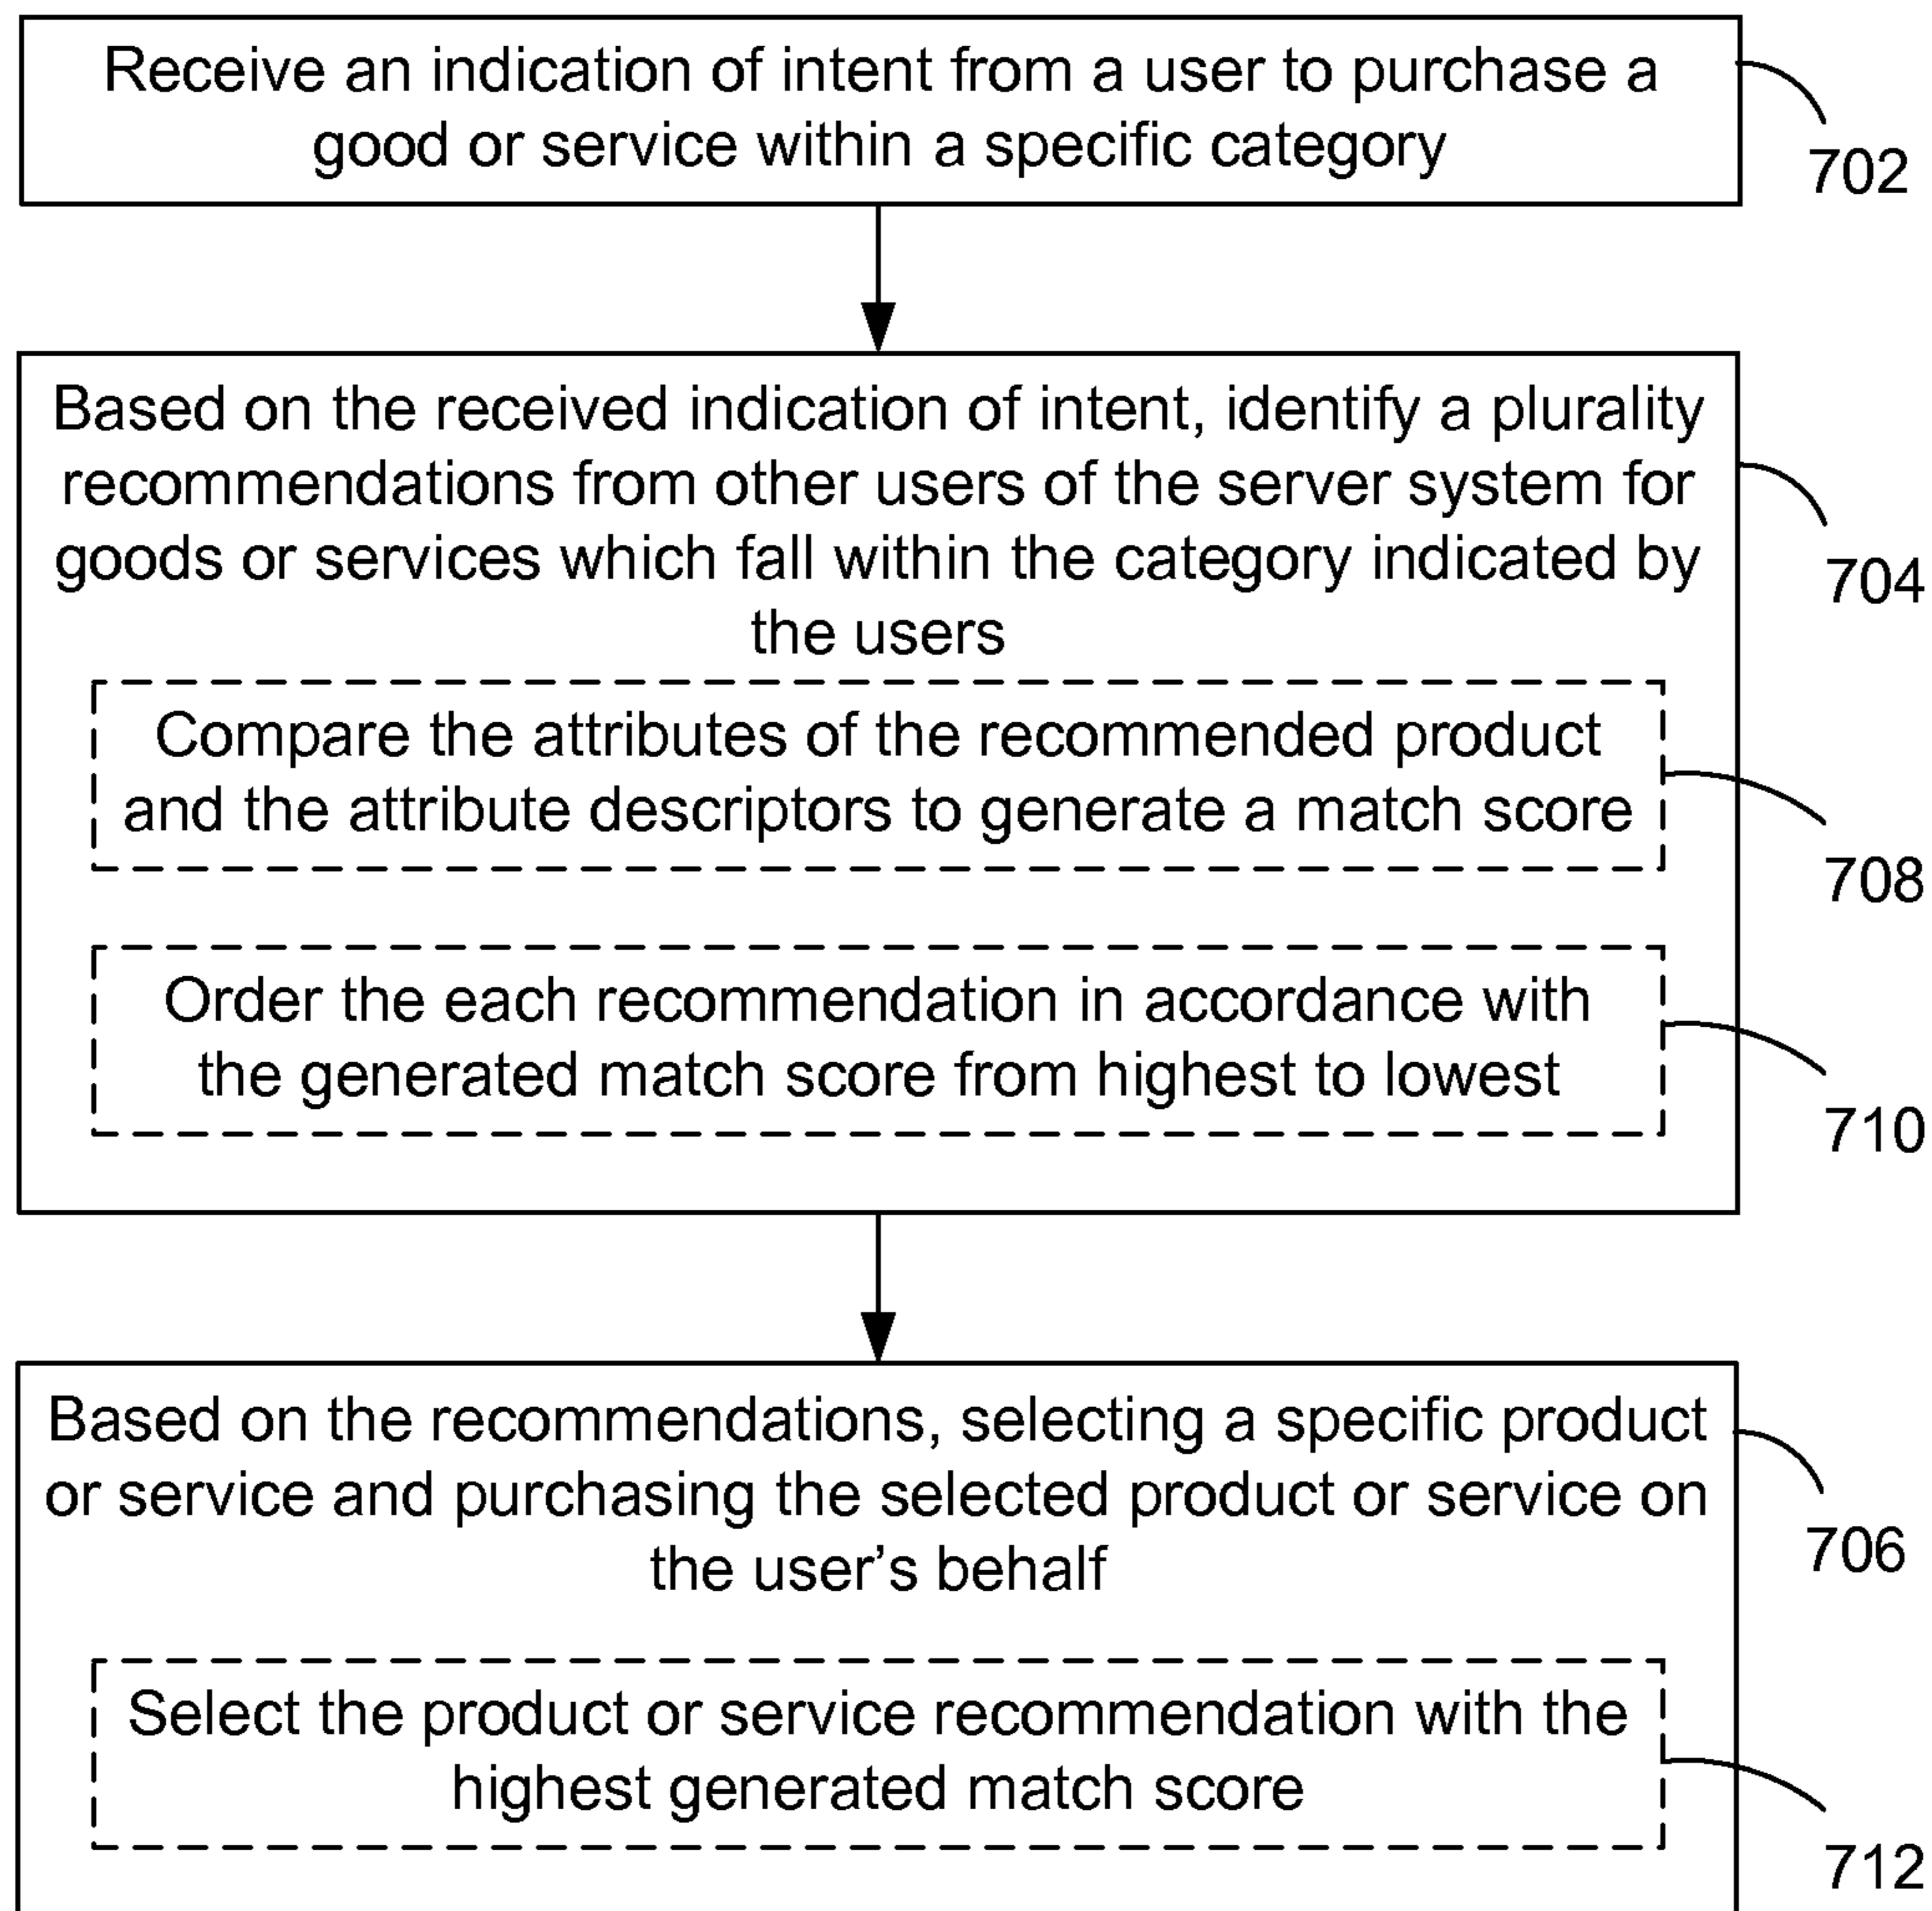 Receive an indication of intent from a user to purchase a
good or service within a specific category
702
Based on the received indication of intent, identify a plurality
recommendations from other users of the server system for
goods or services which fall within the category indicated by
the users
704
Compare the attributes of the recommended product
and the attribute descriptors to generate a match score
708
Order the each recommendation in accordance with
the generated match score from highest to lowest
710
Based on the recommendations, selecting a specific product
or service and purchasing the selected product or service on
the user's behalf
706
Select the product or service recommendation with the
highest generated match score
712